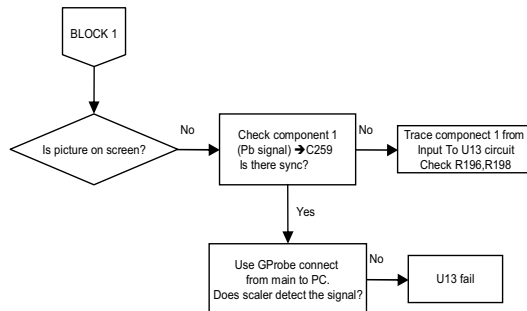 BLOCK 1
Is picture on screen?
No
Check component 1
(Pb signal) ➔C259
Is there sync?
No
Trace compoect 1 from
Input To U13 circuit
Check R196,R198
Yes
Use GProbe connect
from main to PC.
Does scaler detect the signal?
No
U13 fail